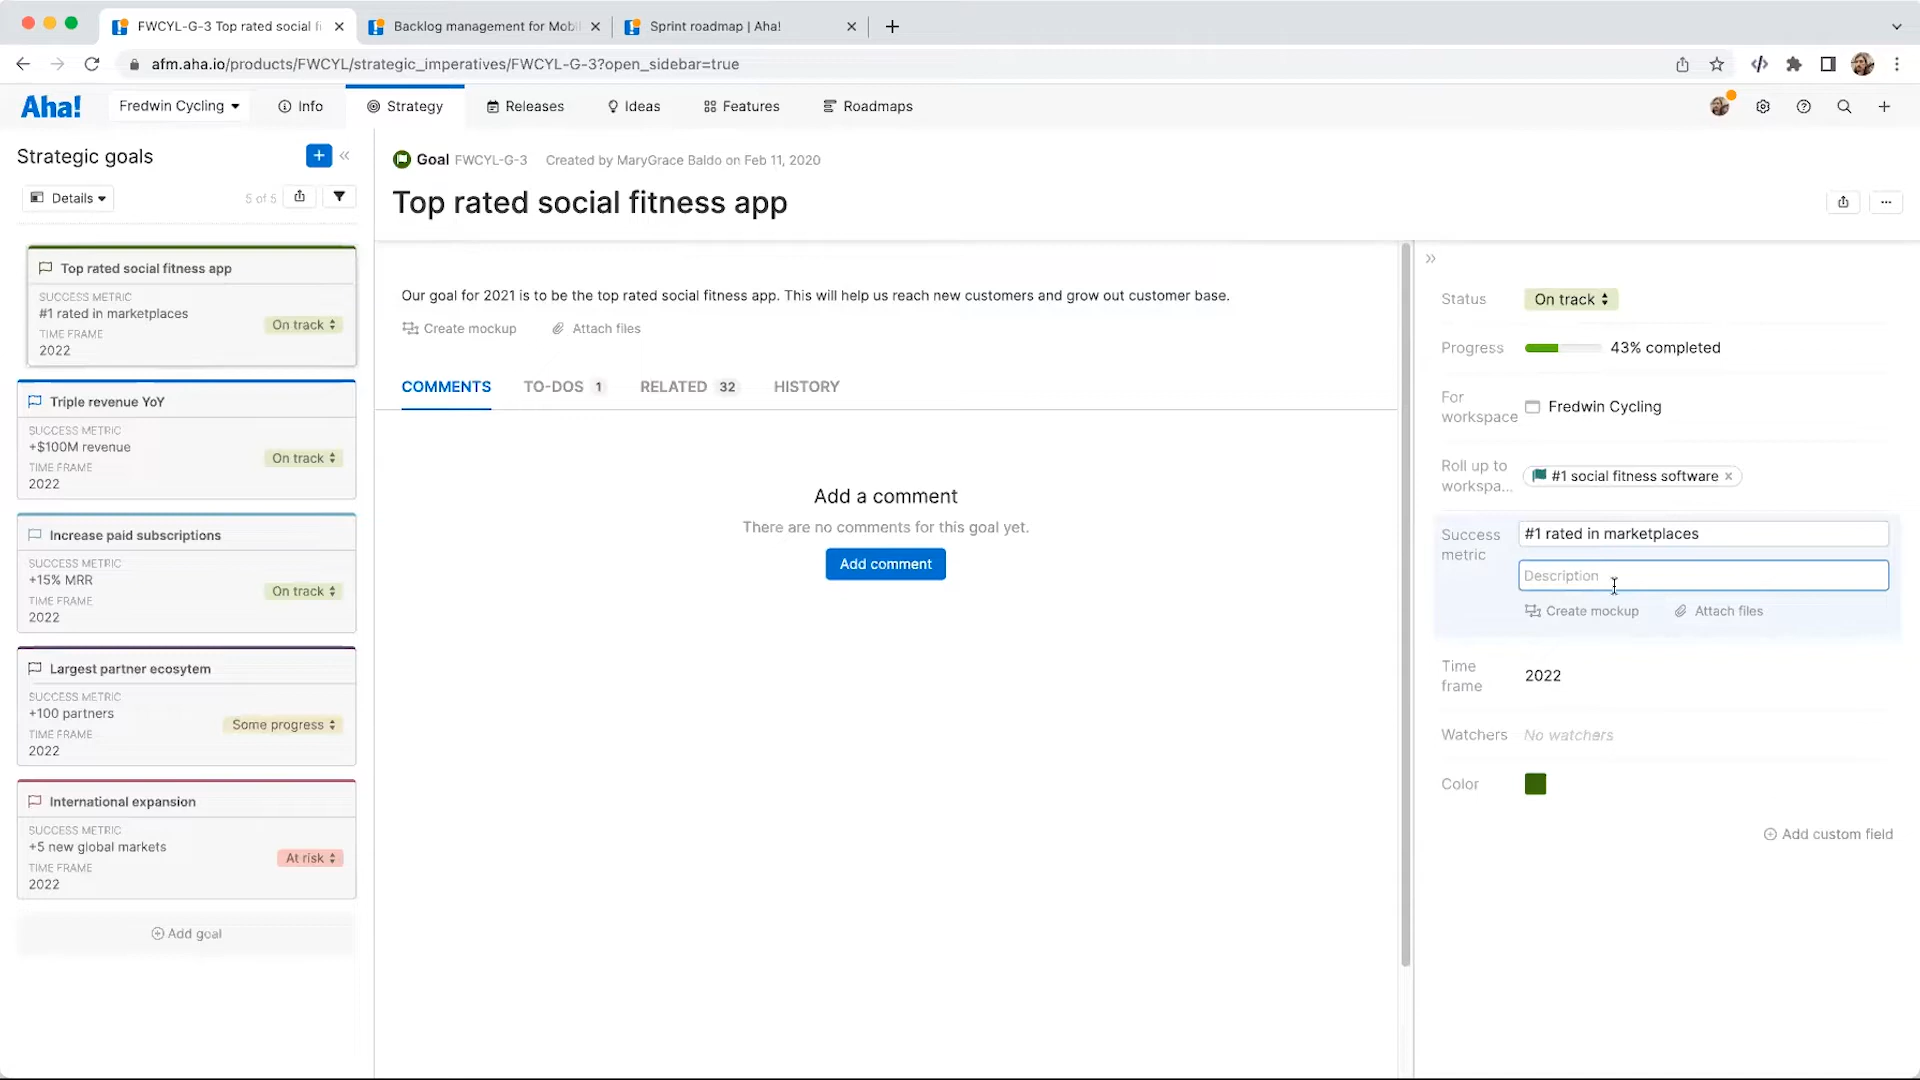 FWCYL-G-3 Top rated social fi
Backlog management for Mobi
Sprint roadmap | Aha!
afm.aha.io/products/FWCYL/strategic_imperatives/FWCYL-G-3?open_sidebar=true
Aha!
Fredwin Cycling
Info
Strategy
Releases
Ideas
Features
Roadmaps
Strategic goals
Details
5 of 5
Top rated social fitness app
SUCCESS METRIC
#1 rated in marketplaces
On track
TIME FRAME
2022
Triple revenue YoY
SUCCESS METRIC
+$100M revenue
On track
TIME FRAME
2022
Increase paid subscriptions
SUCCESS METRIC
+15% MRR
On track
TIME FRAME
2022
Largest partner ecosytem
SUCCESS METRIC
+100 partners
Some progress
TIME FRAME
2022
International expansion
SUCCESS METRIC
+5 new global markets
At risk
TIME FRAME
2022
Add goal
Goal FWCYL-G-3 Created by MaryGrace Baldo on Feb 11, 2020
Top rated social fitness app
Our goal for 2021 is to be the top rated social fitness app. This will help us reach new customers and grow out customer base.
Create mockup Attach files
COMMENTS TO-DOS 1 RELATED 32 HISTORY
Add a comment
There are no comments for this goal yet.
Add comment
Status On track
Progress 43% completed
For
workspace
Fredwin Cycling
Roll up to
workspa...
#1 social fitness software
Success
metric
#1 rated in marketplaces
Description
Create mockup Attach files
Time
frame
2022
Watchers No watchers
Color
Add custom field